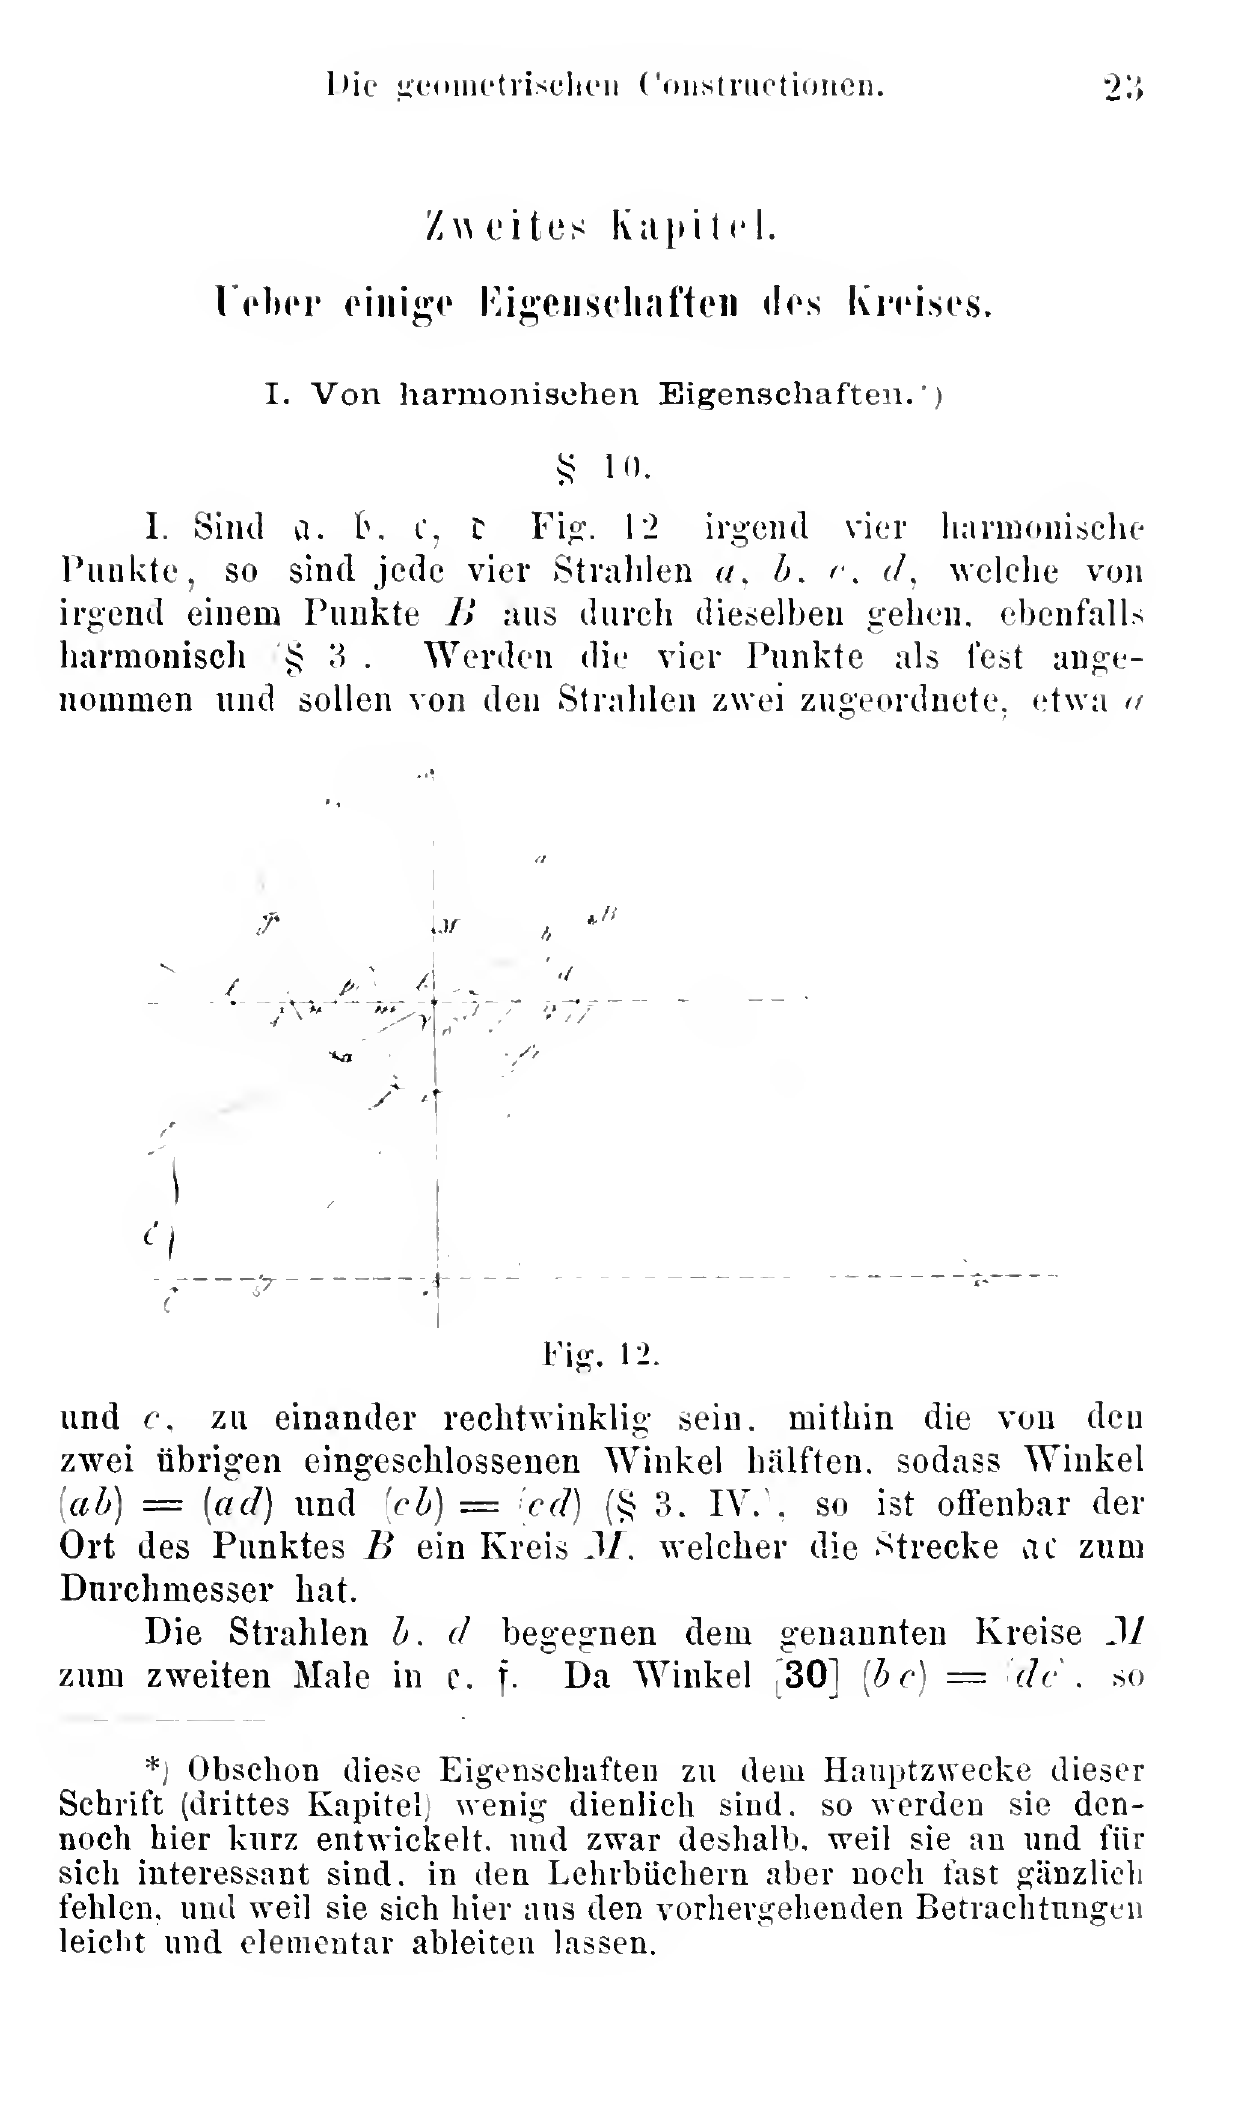 Die geometrischen Constructionen. 23
Zweites Kapitel.
Ueber einige Eigenschaften des Kreises.
I. Von harmonischen Eigenschaften.*)
§ 10.
I. Sind a, b, c, d Fig. 12 irgend vier harmonische
Punkte, so sind jede vier Strahlen a, b, c, d, welche von
irgend einem Punkte B aus durch dieselben gehen, ebenfalls
harmonisch (§ 3). Werden die vier Punkte als fest ange-
nommen und sollen von den Strahlen zwei zugeordnete, etwa a
a
M
B
b
d
p
C
Fig. 12.
und c, zu einander rechtwinklig sein, mithin die von den
zwei übrigen eingeschlossenen Winkel hälften, sodass Winkel
(ab) = (ad) und (cb) = (cd) (§ 3. IV.), so ist offenbar der
Ort des Punktes B ein Kreis M, welcher die Strecke ac zum
Durchmesser hat.
Die Strahlen b, d begegnen dem genannten Kreise M
zum zweiten Male in e, f. Da Winkel [30] (bc) = (dc), so
*) Obschon diese Eigenschaften zu dem Hauptzwecke dieser
Schrift (drittes Kapitel) wenig dienlich sind, so werden sie den-
noch hier kurz entwickelt, und zwar deshalb, weil sie an und für
sich interessant sind, in den Lehrbüchern aber noch fast gänzlich
fehlen, und weil sie sich hier aus den vorhergehenden Betrachtungen
leicht und elementar ableiten lassen.